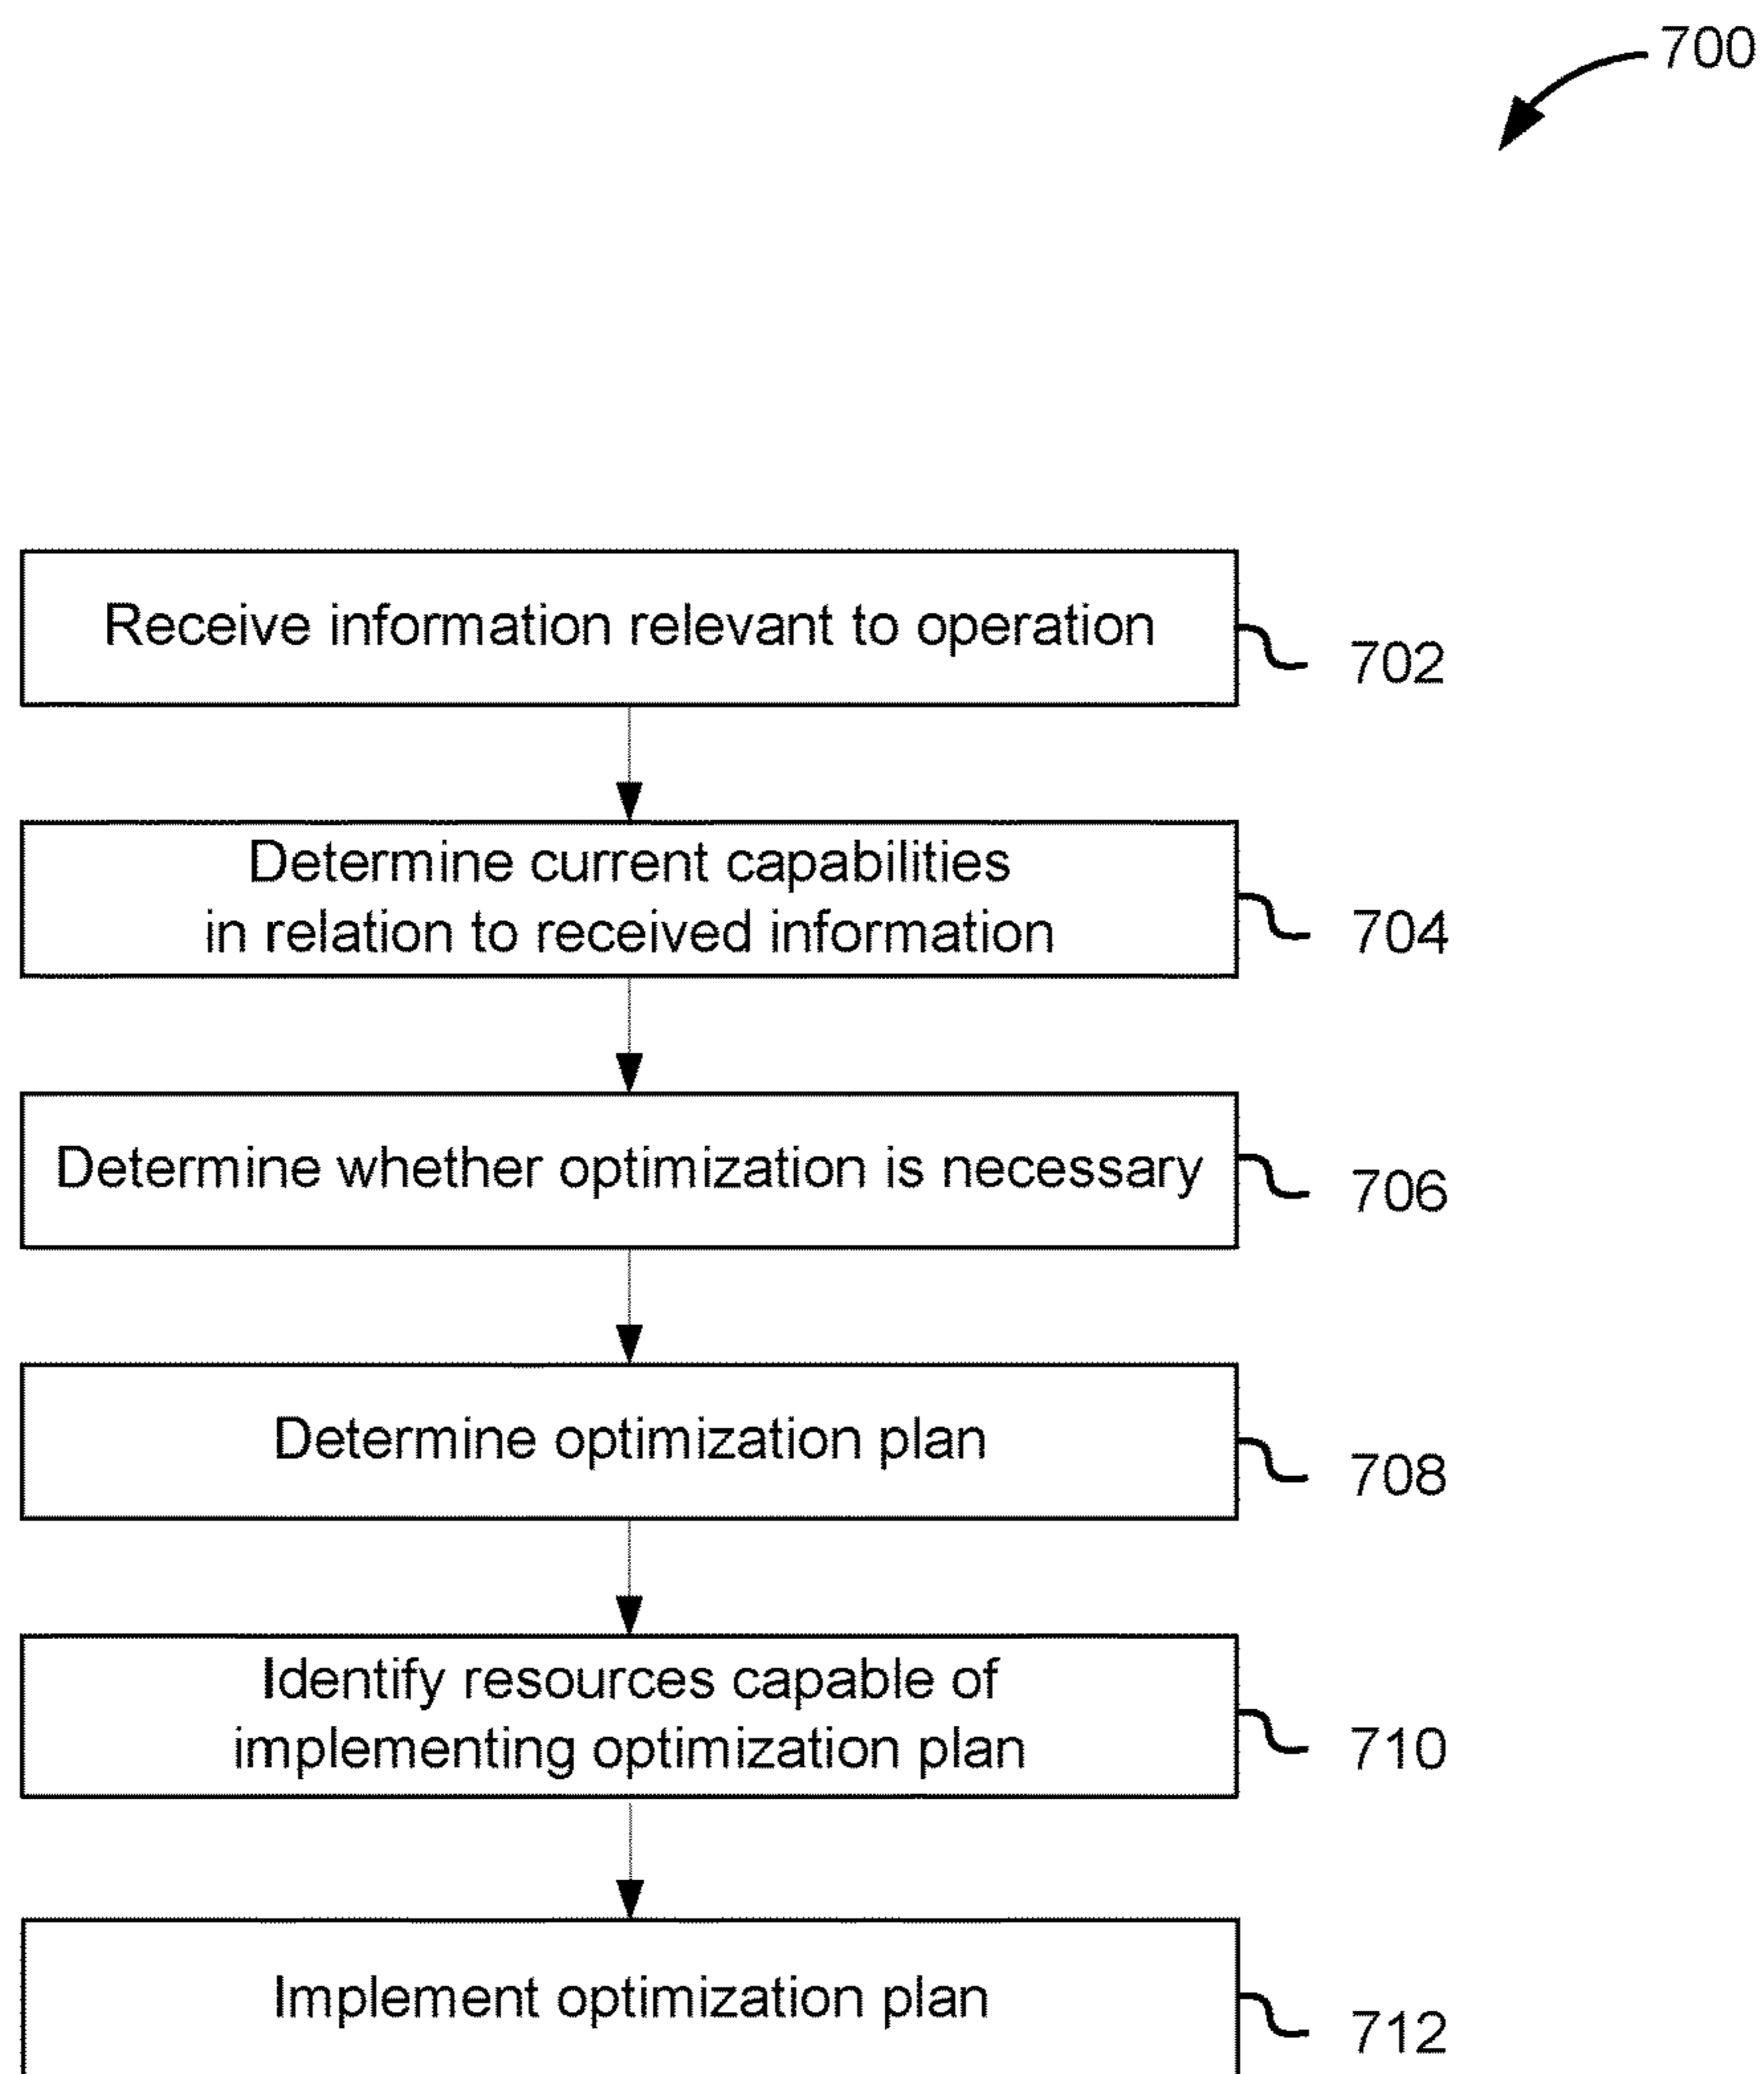 700
Receive information relevant to operation
702
Determine current capabilities
in relation to received information
704
Determine whether optimization is necessary
706
Determine optimization plan
708
Identify resources capable of
implementing optimization plan
710
Implement optimization plan
712